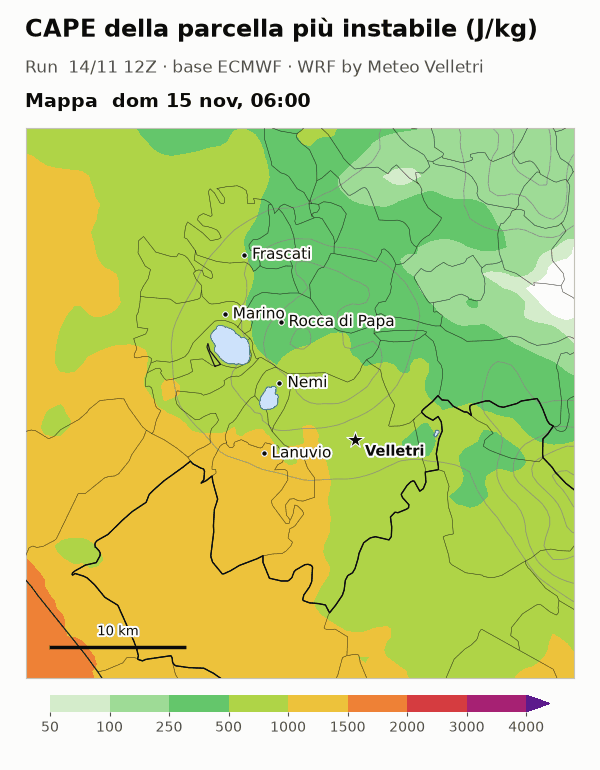 CAPE della parcella più instabile (J/kg)
Run  14/11 12Z · base ECMWF · WRF by Meteo Velletri
Mappa  dom 15 nov, 06:00
Frascati
Marino
Rocca di Papa
Nemi
Velletri
Lanuvio
10 km
50 100 250 500 1000 1500 2000 3000 4000